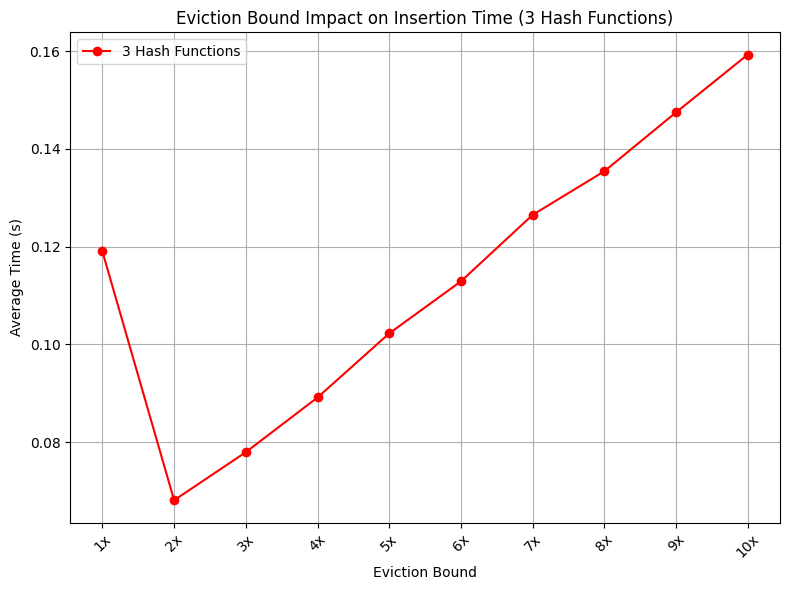 Eviction Bound Impact on Insertion Time (3 Hash Functions)
3 Hash Functions
Average Time (s)
0.16
0.14
0.12
0.10
0.08
1x
2x
3x
4x
5x
6x
7x
8x
9x
10x
Eviction Bound